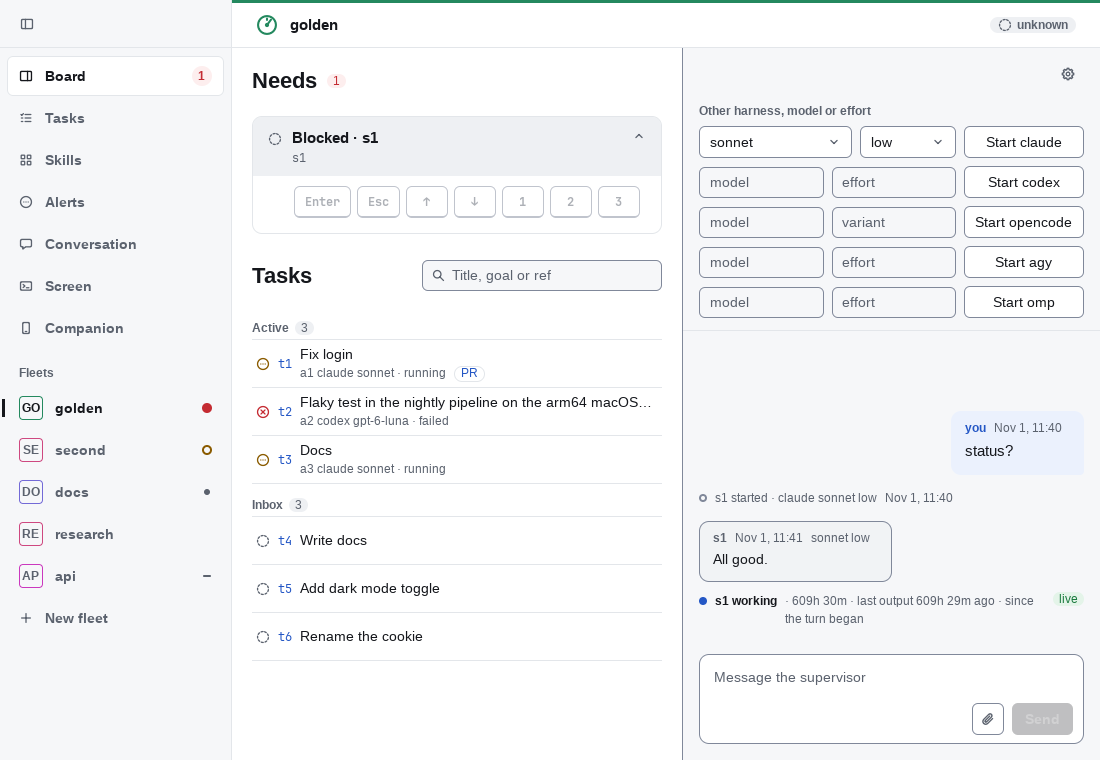 golden
unknown
Board
1
Tasks
Skills
Alerts
Conversation
Screen
Companion
Fleets
GO golden
SE second
DO docs
RE research
AP api
New fleet
Needs 1
Blocked · s1
s1
Enter Esc ↑ ↓ 1 2 3
Tasks
Title, goal or ref
Active 3
t1 Fix login
a1 claude sonnet · running PR
t2 Flaky test in the nightly pipeline on the arm64 macOS…
a2 codex gpt-6-luna · failed
t3 Docs
a3 claude sonnet · running
Inbox 3
t4 Write docs
t5 Add dark mode toggle
t6 Rename the cookie
Other harness, model or effort
sonnet low Start claude
model effort Start codex
model variant Start opencode
model effort Start agy
model effort Start omp
you Nov 1, 11:40
status?
s1 started · claude sonnet low Nov 1, 11:40
s1 Nov 1, 11:41 sonnet low
All good.
s1 working · 609h 30m · last output 609h 29m ago · since live
the turn began
Message the supervisor
Send